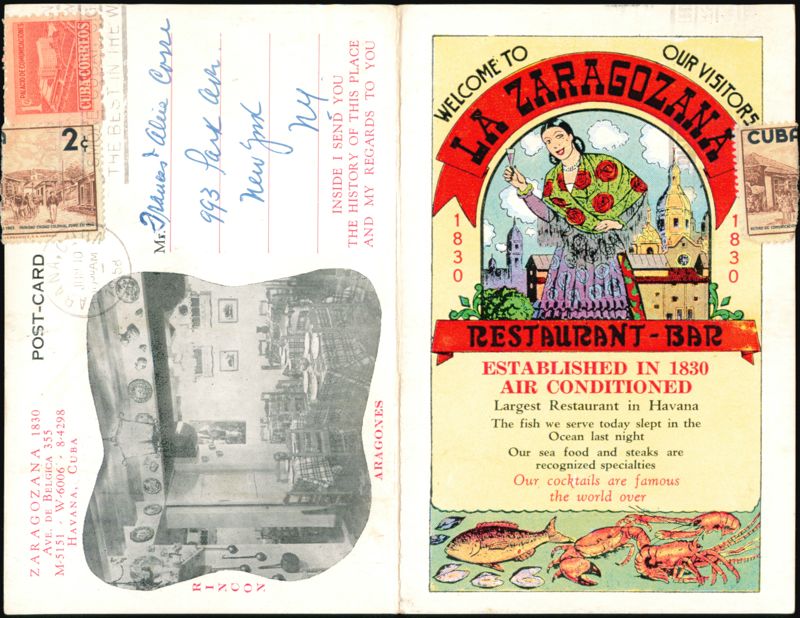 CUBA-CORREOS
PALACIO DE COMUNICACIONES
THE BEST IN THE W
2¢
POST-CARD
Mr.
993 Park Ave.
New York
NY
INSIDE I SEND YOU
THE HISTORY OF THIS PLACE
AND MY REGARDS TO YOU
ZARAGOZANA 1830
AVE. DE BELGICA 355
M-5151 · W-6006 · 8-4298
HAVANA, CUBA
RINCON
ARAGONES
WELCOME TO
OUR VISITORS
LA ZARAGOZANA
1830
1830
CUBA
RESTAURANT-BAR
ESTABLISHED IN 1830
AIR CONDITIONED
Largest Restaurant in Havana
The fish we serve today slept in the
Ocean last night
Our sea food and steaks are
recognized specialties
Our cocktails are famous
the world over